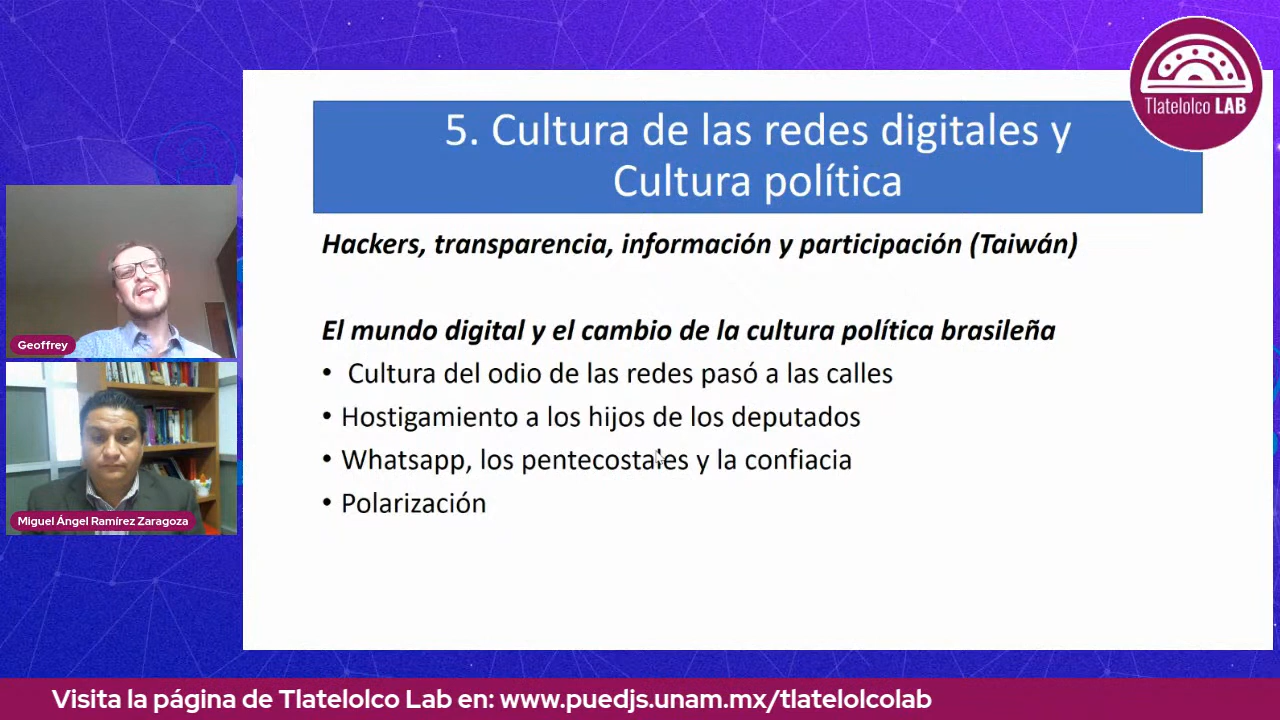 Tlatelolco LAB
5. Cultura de las redes digitales y
Cultura política
Hackers, transparencia, información y participación (Taiwán)
El mundo digital y el cambio de la cultura política brasileña
• Cultura del odio de las redes pasó a las calles
• Hostigamiento a los hijos de los deputados
• Whatsapp, los pentecostales y la confiacia
• Polarización
Geoffrey
Miguel Ángel Ramírez Zaragoza
Visita la página de Tlatelolco Lab en: www.puedjs.unam.mx/tlatelolcolab